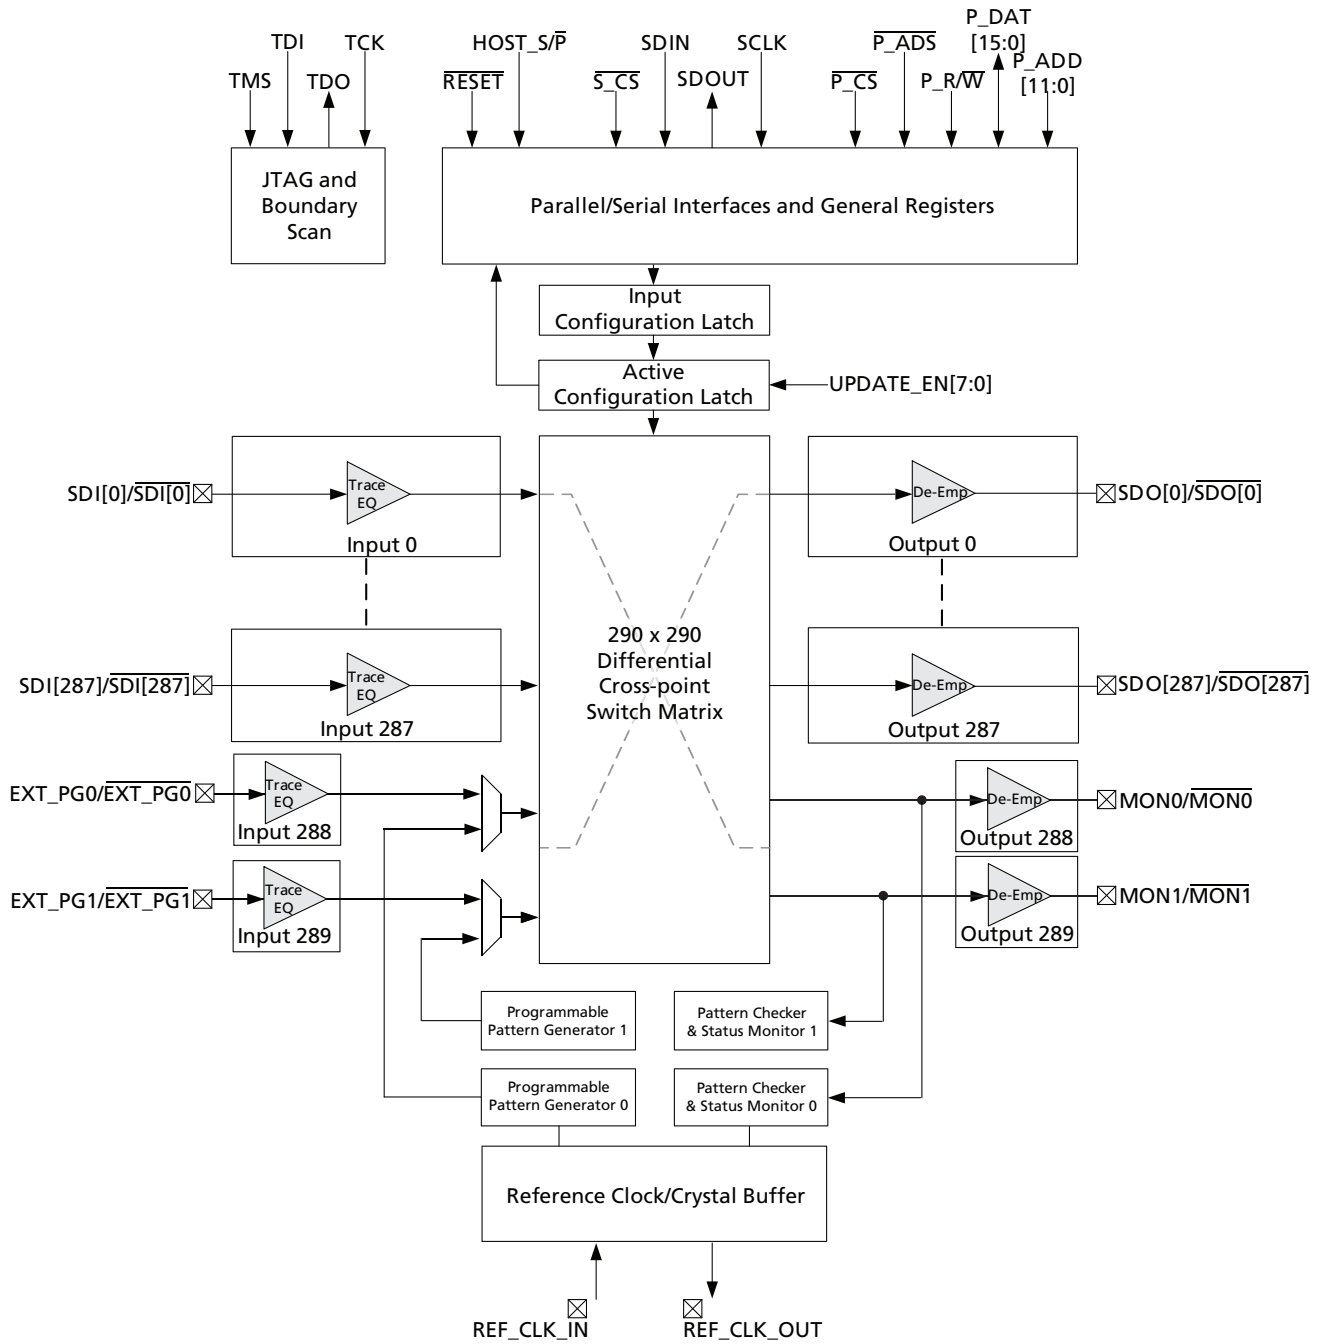 TMS
TDI
TDO
TCK
JTAG and
Boundary
Scan
RESET
HOST_S/P
S_CS
SDIN
SDOUT
SCLK
P_CS
P_ADS
P_R/W
P_DAT
[15:0]
P_ADD
[11:0]
Parallel/Serial Interfaces and General Registers
Input
Configuration Latch
Active
Configuration Latch
UPDATE_EN[7:0]
SDI[0]/SDI[0]
Trace
EQ
Input 0
De-Emp
Output 0
SDO[0]/SDO[0]
290 x 290
Differential
Cross-point
Switch Matrix
SDI[287]/SDI[287]
Trace
EQ
Input 287
De-Emp
Output 287
SDO[287]/SDO[287]
EXT_PG0/EXT_PG0
Trace
EQ
Input 288
De-Emp
Output 288
MON0/MON0
EXT_PG1/EXT_PG1
Trace
EQ
Input 289
De-Emp
Output 289
MON1/MON1
Programmable
Pattern Generator 1
Pattern Checker
& Status Monitor 1
Programmable
Pattern Generator 0
Pattern Checker
& Status Monitor 0
Reference Clock/Crystal Buffer
REF_CLK_IN
REF_CLK_OUT